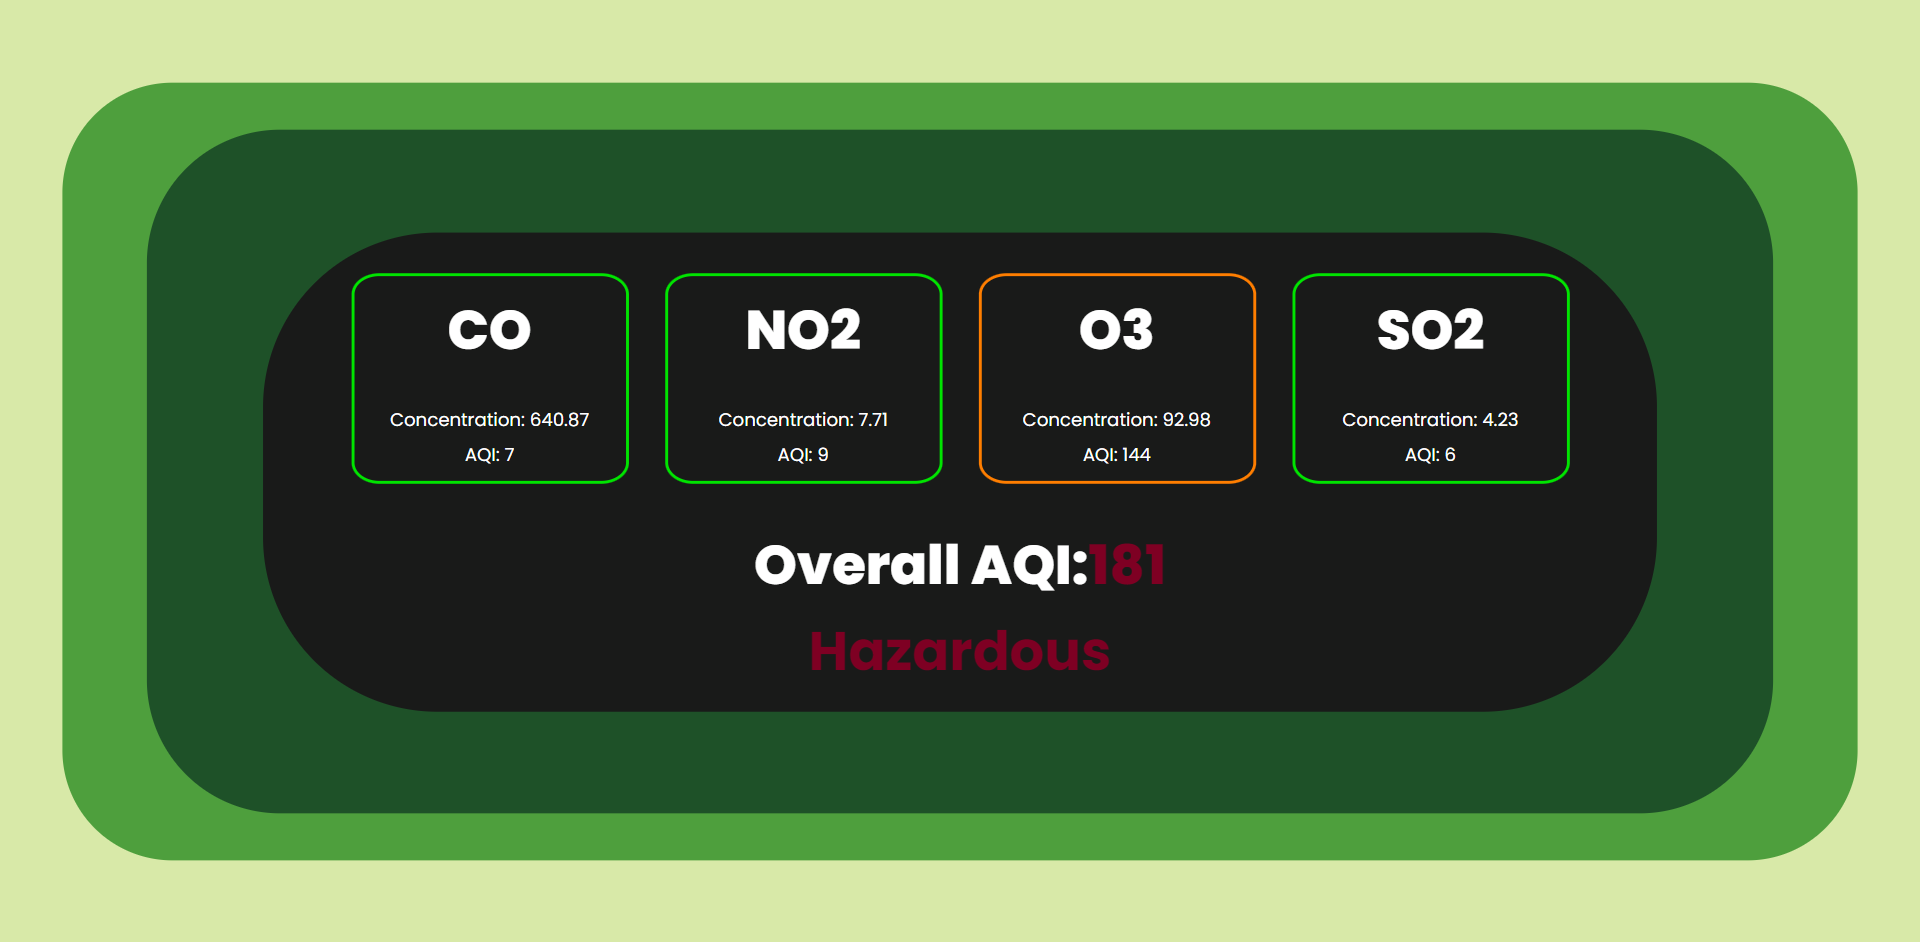 CO
Concentration: 640.87
AQI: 7
NO2
Concentration: 7.71
AQI: 9
O3
Concentration: 92.98
AQI: 144
SO2
Concentration: 4.23
AQI: 6
Overall AQI:181
Hazardous